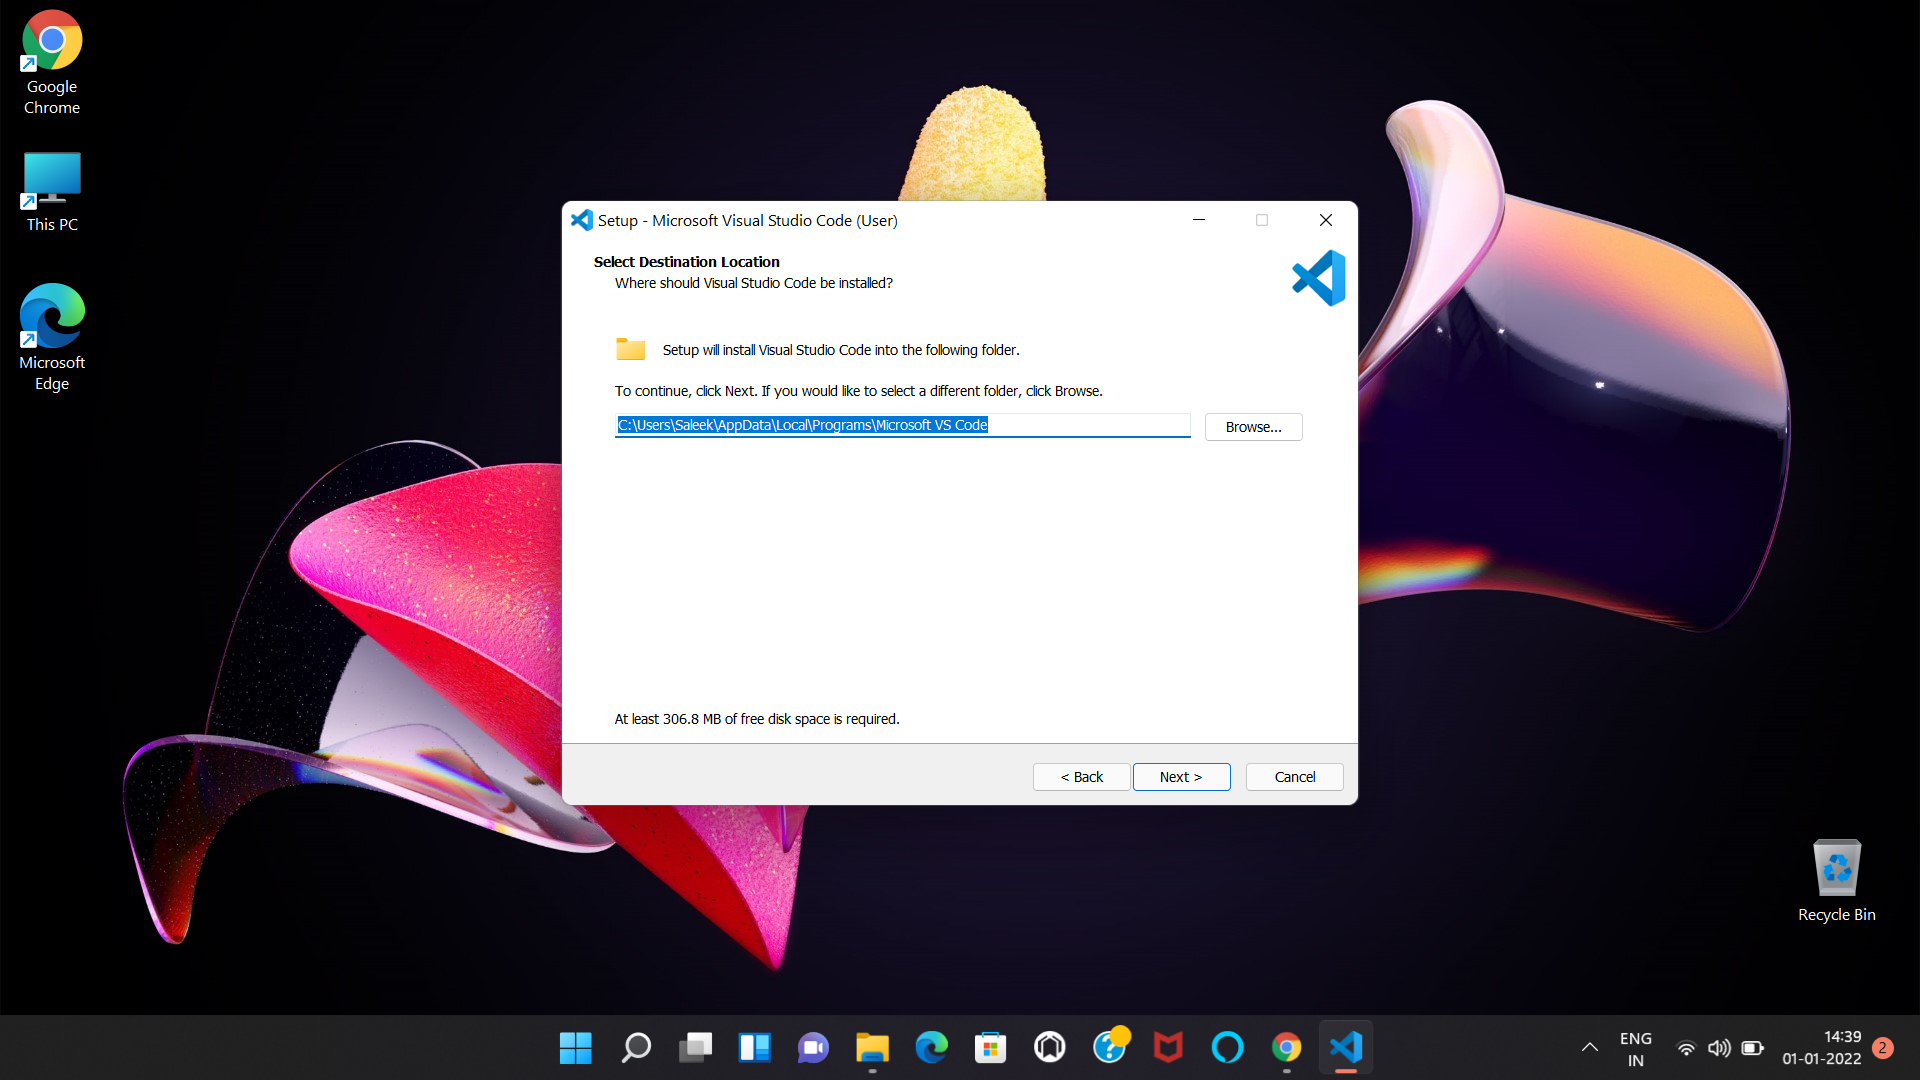 Google
Chrome
This PC
Microsoft
Edge
Setup - Microsoft Visual Studio Code (User)
Select Destination Location
Where should Visual Studio Code be installed?
Setup will install Visual Studio Code into the following folder.
To continue, click Next. If you would like to select a different folder, click Browse.
C:\Users\Saleek\AppData\Local\Programs\Microsoft VS Code
Browse...
At least 306.8 MB of free disk space is required.
< Back
Next >
Cancel
Recycle Bin
ENG
IN
14:39
01-01-2022
2